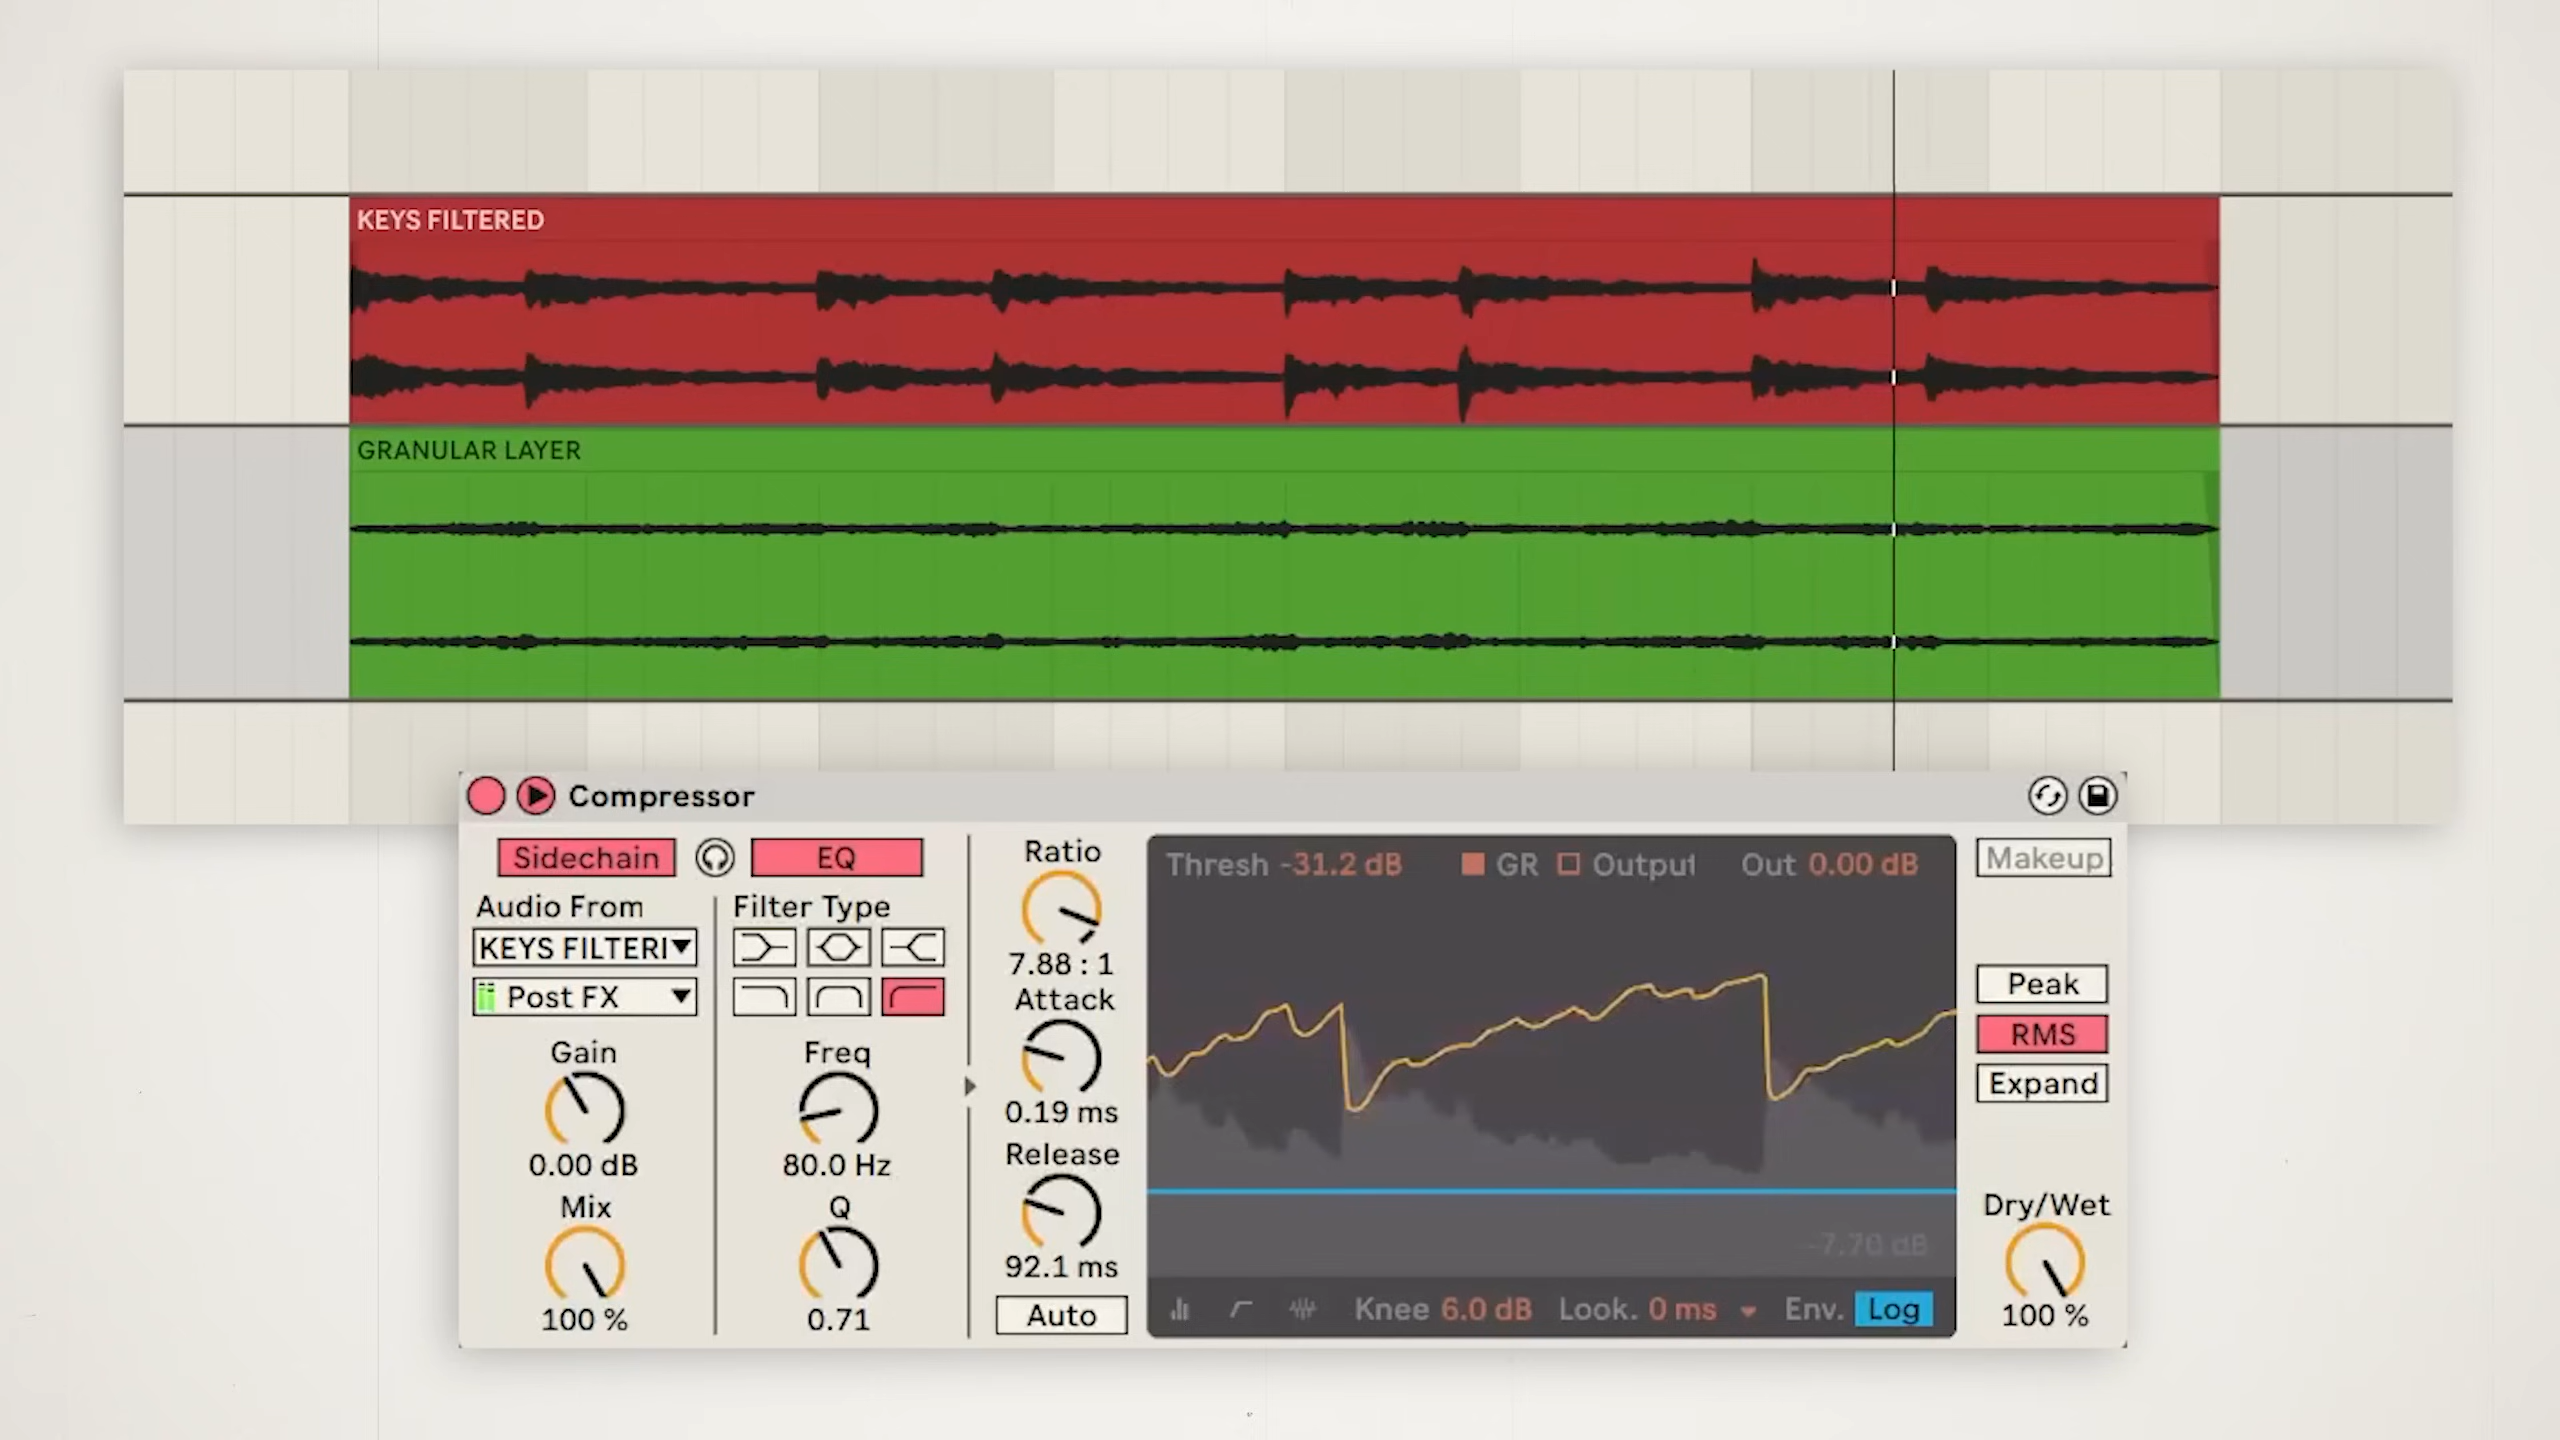 KEYS FILTERED
GRANULAR LAYER
Compressor
Sidechain
EQ
Audio From
KEYS FILTERI
Post FX
Gain
0.00 dB
Mix
100 %
Filter Type
Freq
80.0 Hz
Q
0.71
Ratio
7.88 : 1
Attack
0.19 ms
Release
92.1 ms
Auto
Thresh -31.2 dB GR Output Out 0.00 dB
-7.70 dB
Knee 6.0 dB Look. 0 ms Env. Log
Makeup
Peak
RMS
Expand
Dry/Wet
100 %